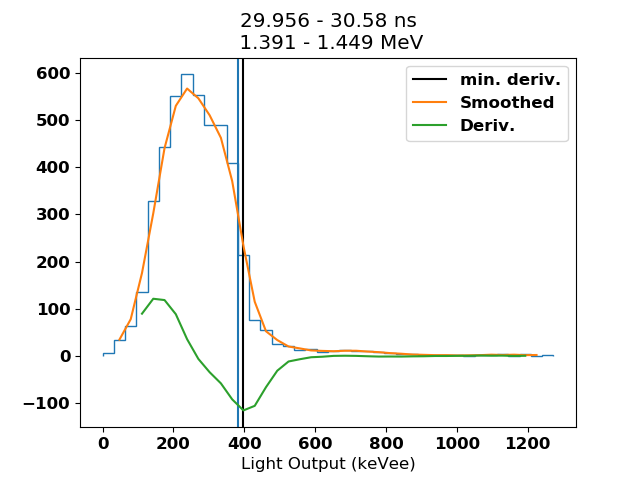 29.956 - 30.58 ns
1.391 - 1.449 MeV
min. deriv.
Smoothed
Deriv.
600
500
400
300
200
100
0
−100
0 200 400 600 800 1000 1200
Light Output (keVee)